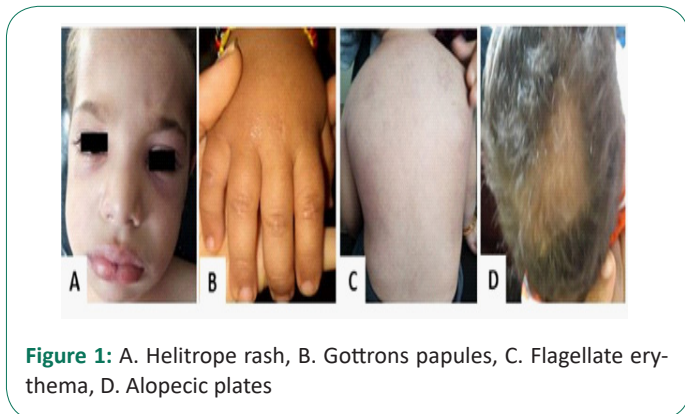 A
B
C
D
Figure 1: A. Helitrope rash, B. Gottrons papules, C. Flagellate ery-
thema, D. Alopecic plates